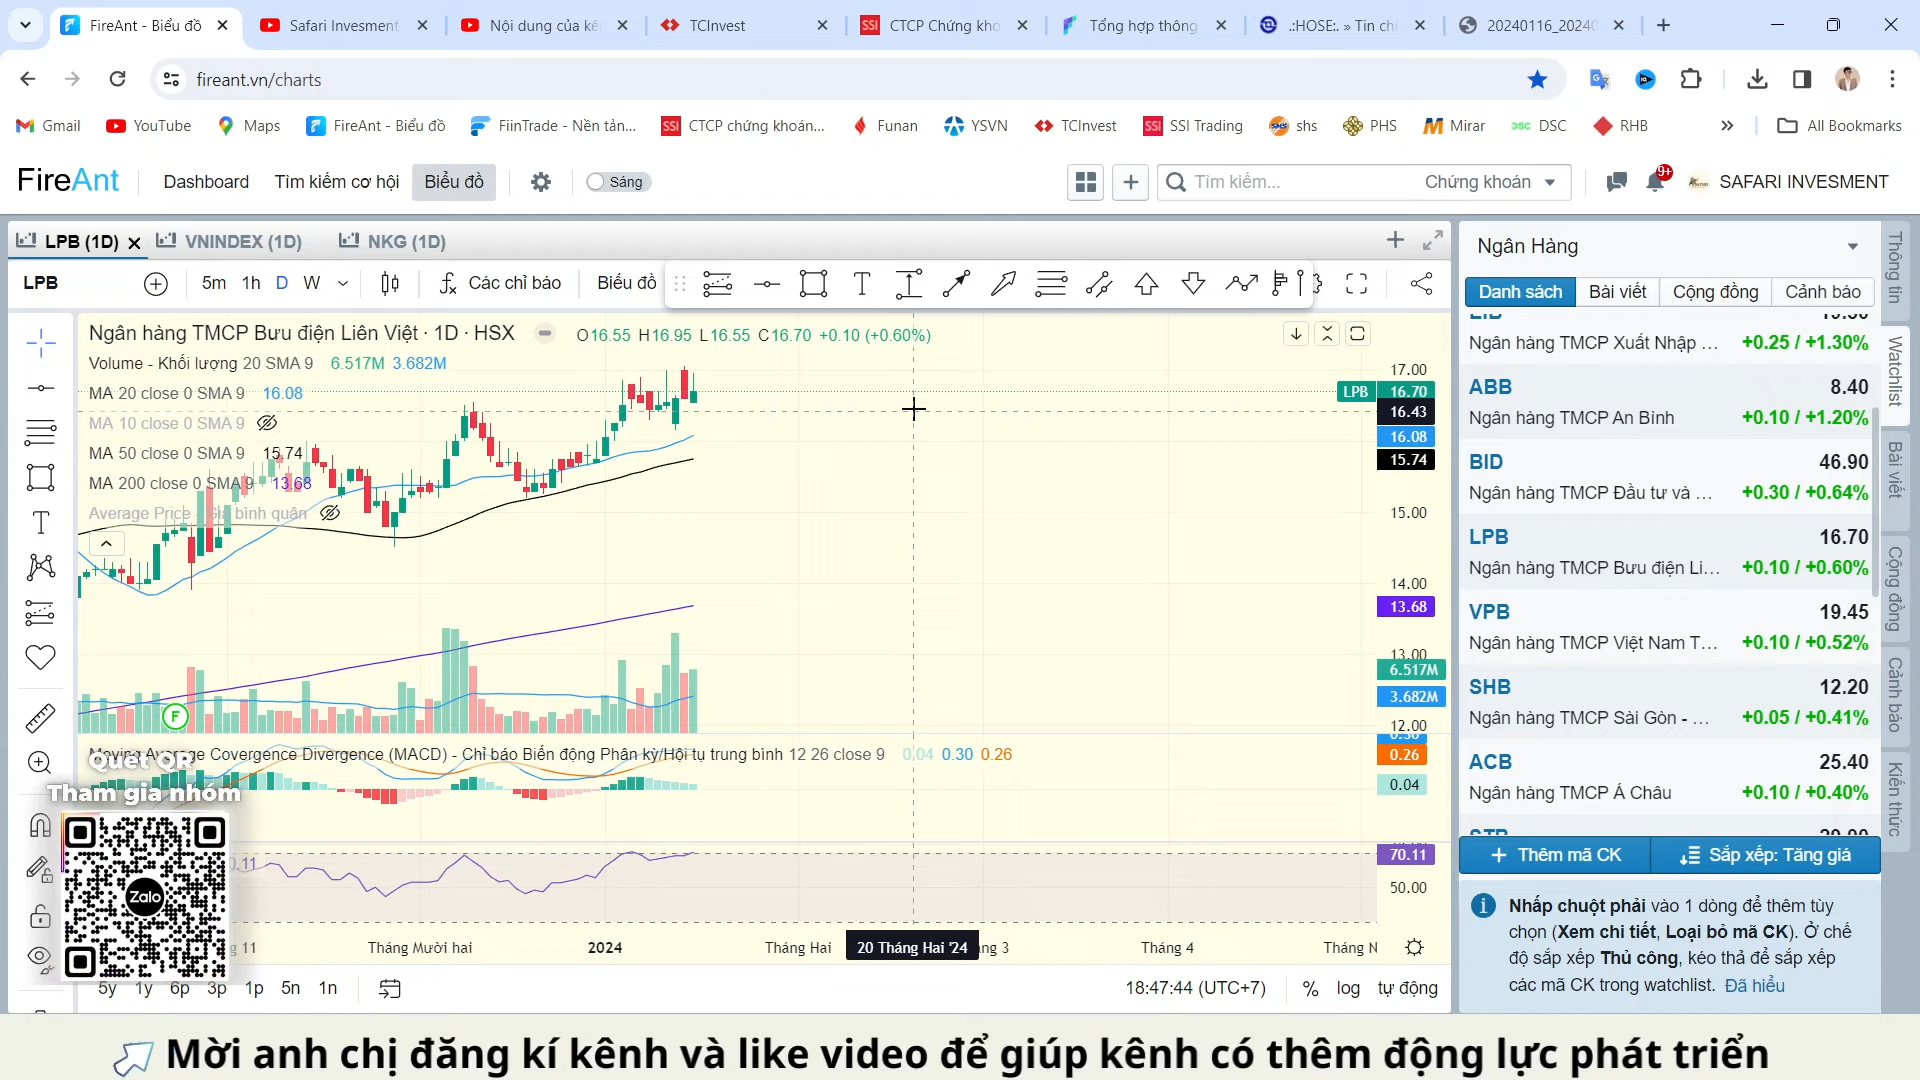 FireAnt - Biểu đồ
Safari Invesment
Nội dung của kê
TCInvest
SSI CTCP Chứng kho
Tổng hợp thông
.:HOSE:. » Tin ch
20240116_2024
fireant.vn/charts
Gmail YouTube Maps FireAnt - Biểu đồ FiinTrade - Nền tản... SSI CTCP chứng khoán... Funan YSVN TCInvest SSI SSI Trading shs PHS Mirar DSC RHB » All Bookmarks
FireAnt Dashboard Tìm kiếm cơ hội Biểu đồ Sáng Tìm kiếm... Chứng khoán 9+ SAFARI INVESMENT
LPB (1D) VNINDEX (1D) NKG (1D)
LPB 5m 1h D W Các chỉ báo Biểu đồ
Ngân hàng TMCP Bưu điện Liên Việt · 1D · HSX O16.55 H16.95 L16.55 C16.70 +0.10 (+0.60%)
Volume - Khối lượng 20 SMA 9 6.517M 3.682M
MA 20 close 0 SMA 9 16.08
MA 10 close 0 SMA 9
MA 50 close 0 SMA 9 15.74
MA 200 close 0 SMA 9 13.68
Average Price - Giá bình quân
17.00
LPB 16.70
16.43
16.08
15.74
15.00
14.00
13.68
13.00
6.517M
3.682M
12.00
F
Moving Average Covergence Divergence (MACD) - Chỉ báo Biến động Phân kỳ/Hội tụ trung bình 12 26 close 9 0.04 0.30 0.26
0.26
0.04
70.11
50.00
Quét QR
Tham gia nhóm
Zalo
11 Tháng Mười hai 2024 Tháng Hai 20 Tháng Hai '24 ng 3 Tháng 4 Tháng N
5y 1y 6p 3p 1p 5n 1n 18:47:44 (UTC+7) % log tự động
Ngân Hàng
Danh sách Bài viết Cộng đồng Cảnh báo
Ngân hàng TMCP Xuất Nhập ... +0.25 / +1.30%
ABB 8.40
Ngân hàng TMCP An Bình +0.10 / +1.20%
BID 46.90
Ngân hàng TMCP Đầu tư và ... +0.30 / +0.64%
LPB 16.70
Ngân hàng TMCP Bưu điện Li... +0.10 / +0.60%
VPB 19.45
Ngân hàng TMCP Việt Nam T... +0.10 / +0.52%
SHB 12.20
Ngân hàng TMCP Sài Gòn - ... +0.05 / +0.41%
ACB 25.40
Ngân hàng TMCP Á Châu +0.10 / +0.40%
Thêm mã CK Sắp xếp: Tăng giá
Nhấp chuột phải vào 1 dòng để thêm tùy
chọn (Xem chi tiết, Loại bỏ mã CK). Ở chế
độ sắp xếp Thủ công, kéo thả để sắp xếp
các mã CK trong watchlist. Đã hiểu
Thông tin
Watchlist
Bài viết
Cộng đồng
Cảnh báo
Kiến thức
Mời anh chị đăng kí kênh và like video để giúp kênh có thêm động lực phát triển